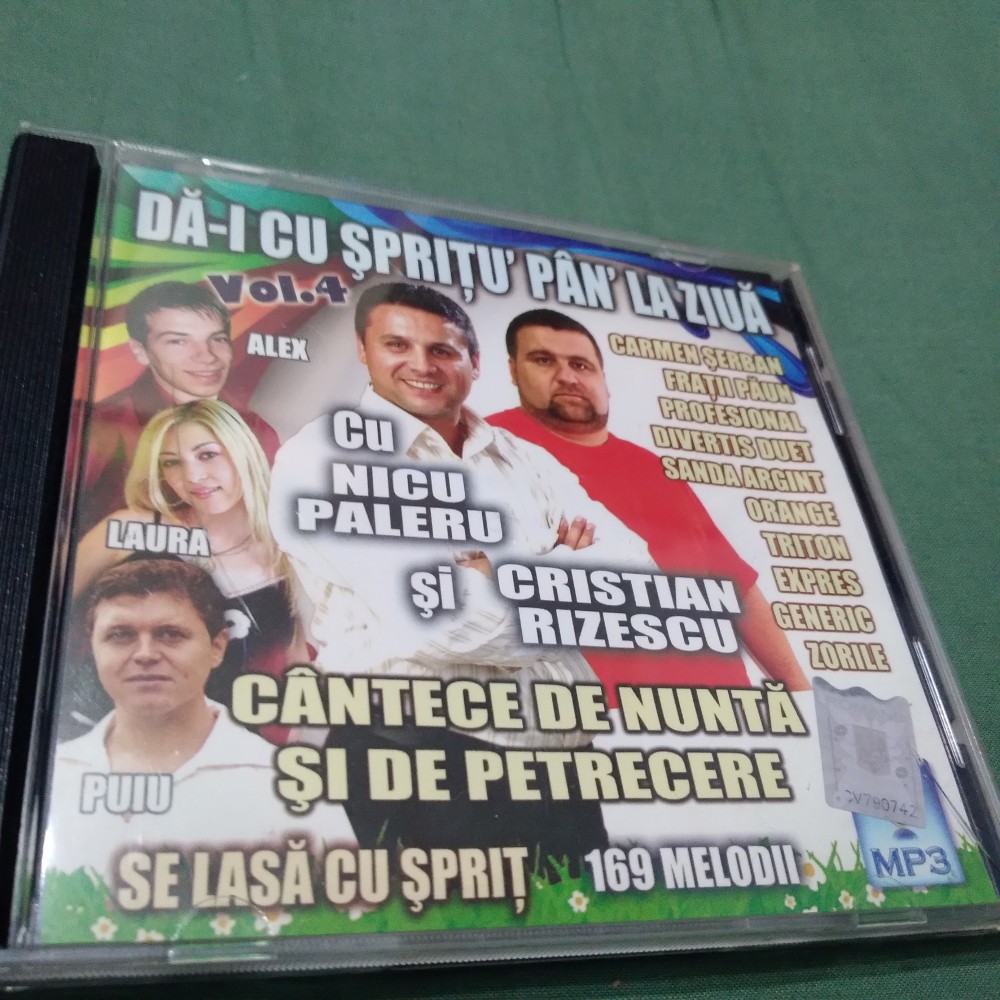 DĂ-I CU ŞPRIŢU' PÂN' LA ZIUĂ
Vol.4
ALEX
CARMEN ŞERBAN
FRAŢII PĂUN
PROFESIONAL
DIVERTIS DUET
SANDA ARGINT
ORANGE
TRITON
EXPRES
GENERIC
ZORILE
Cu
NICU
PALERU
şi
CRISTIAN
RIZESCU
LAURA
PUIU
CÂNTECE DE NUNTĂ
ŞI DE PETRECERE
SE LASĂ CU ŞPRIŢ
169 MELODII
CV790742
MP3